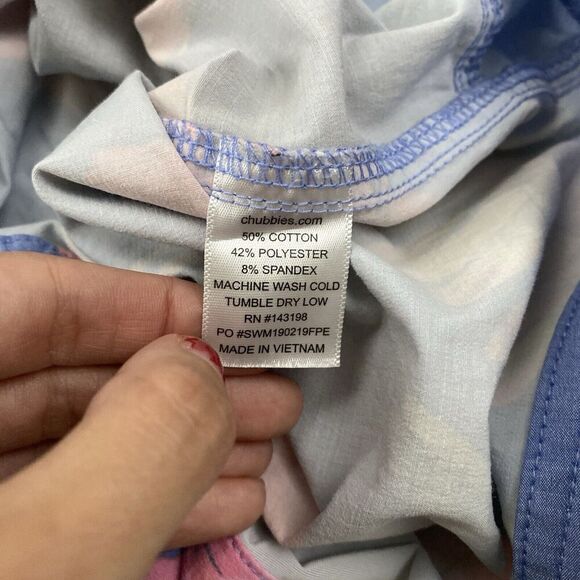 chubbies.com
50% COTTON
42% POLYESTER
8% SPANDEX
MACHINE WASH COLD
TUMBLE DRY LOW
RN #143198
PO #SWM190219FPE
MADE IN VIETNAM